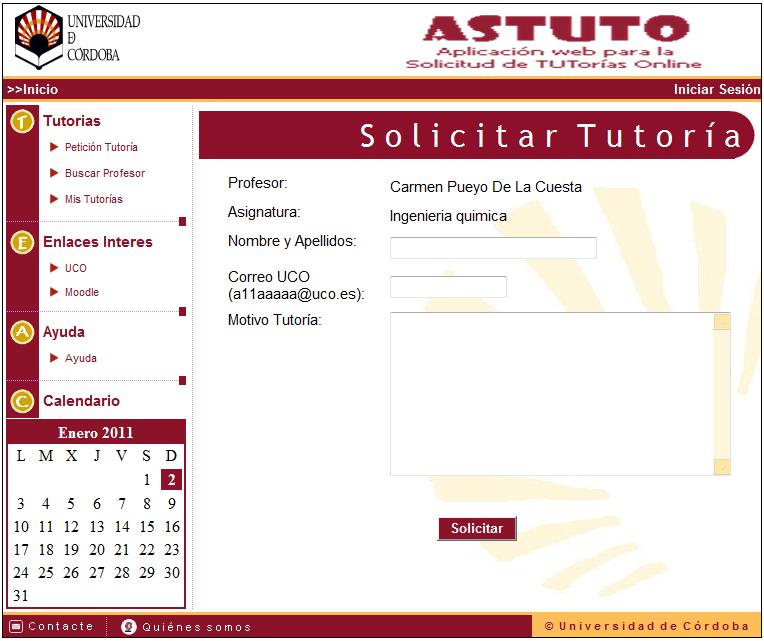 UNIVERSIDAD
Ð
CÓRDOBA
ASTUTO
Aplicación web para la
Solicitud de TUTorías Online
>>Inicio
Iniciar Sesión
T Tutorias
Petición Tutoría
Buscar Profesor
Mis Tutorías
E Enlaces Interes
UCO
Moodle
A Ayuda
Ayuda
C Calendario
Enero 2011
L M X J V S D
1 2
3 4 5 6 7 8 9
10 11 12 13 14 15 16
17 18 19 20 21 22 23
24 25 26 27 28 29 30
31
Solicitar Tutoría
Profesor: Carmen Pueyo De La Cuesta
Asignatura: Ingenieria quimica
Nombre y Apellidos:
Correo UCO
(a11aaaaa@uco.es):
Motivo Tutoría:
Solicitar
Contacte
Quiénes somos
© Universidad de Córdoba